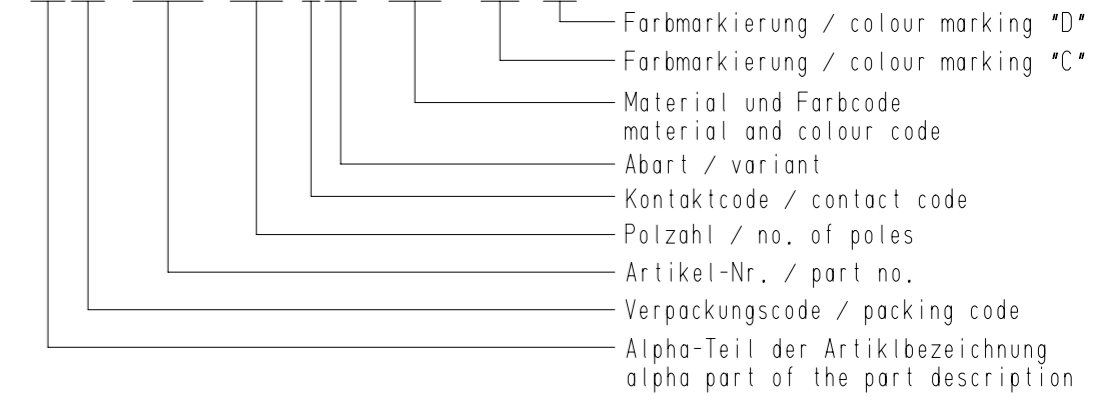 Farbmarkierung / colour marking "D"
Farbmarkierung / colour marking "C"
Material und Farbcode
material and colour code
Abart / variant
Kontaktcode / contact code
Polzahl / no. of poles
Artikel-Nr. / part no.
Verpackungscode / packing code
Alpha-Teil der Artiklbezeichnung
alpha part of the part description